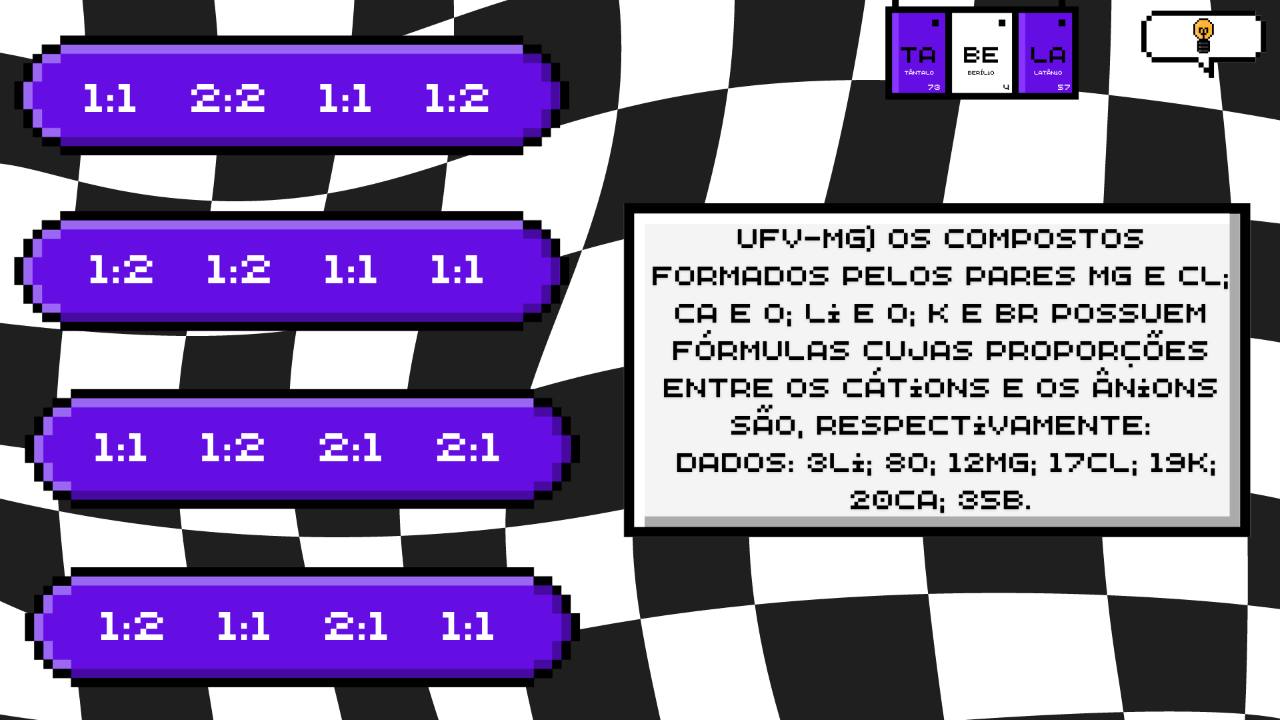 1:1 2:2 1:1 1:2
1:2 1:2 1:1 1:1
1:1 1:2 2:1 2:1
1:2 1:1 2:1 1:1
TA BE LA
TÂNTALO BERÍLIO LATÂNIO
73 4 57
UFV-MG) OS COMPOSTOS
FORMADOS PELOS PARES MG E CL;
CA E O; Li E O; K E BR POSSUEM
FÓRMULAS CUJAS PROPORÇÕES
ENTRE OS CÁTiONS E OS ÂNiONS
SÃO, RESPECTiVAMENTE:
DADOS: 3Li; 8O; 12MG; 17CL; 19K;
20CA; 35B.